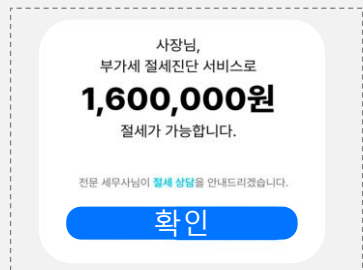 사장님,
부가세 절세진단 서비스로
1,600,000원
절세가 가능합니다.
전문 세무사님이 절세 상담을 안내드리겠습니다.
확인